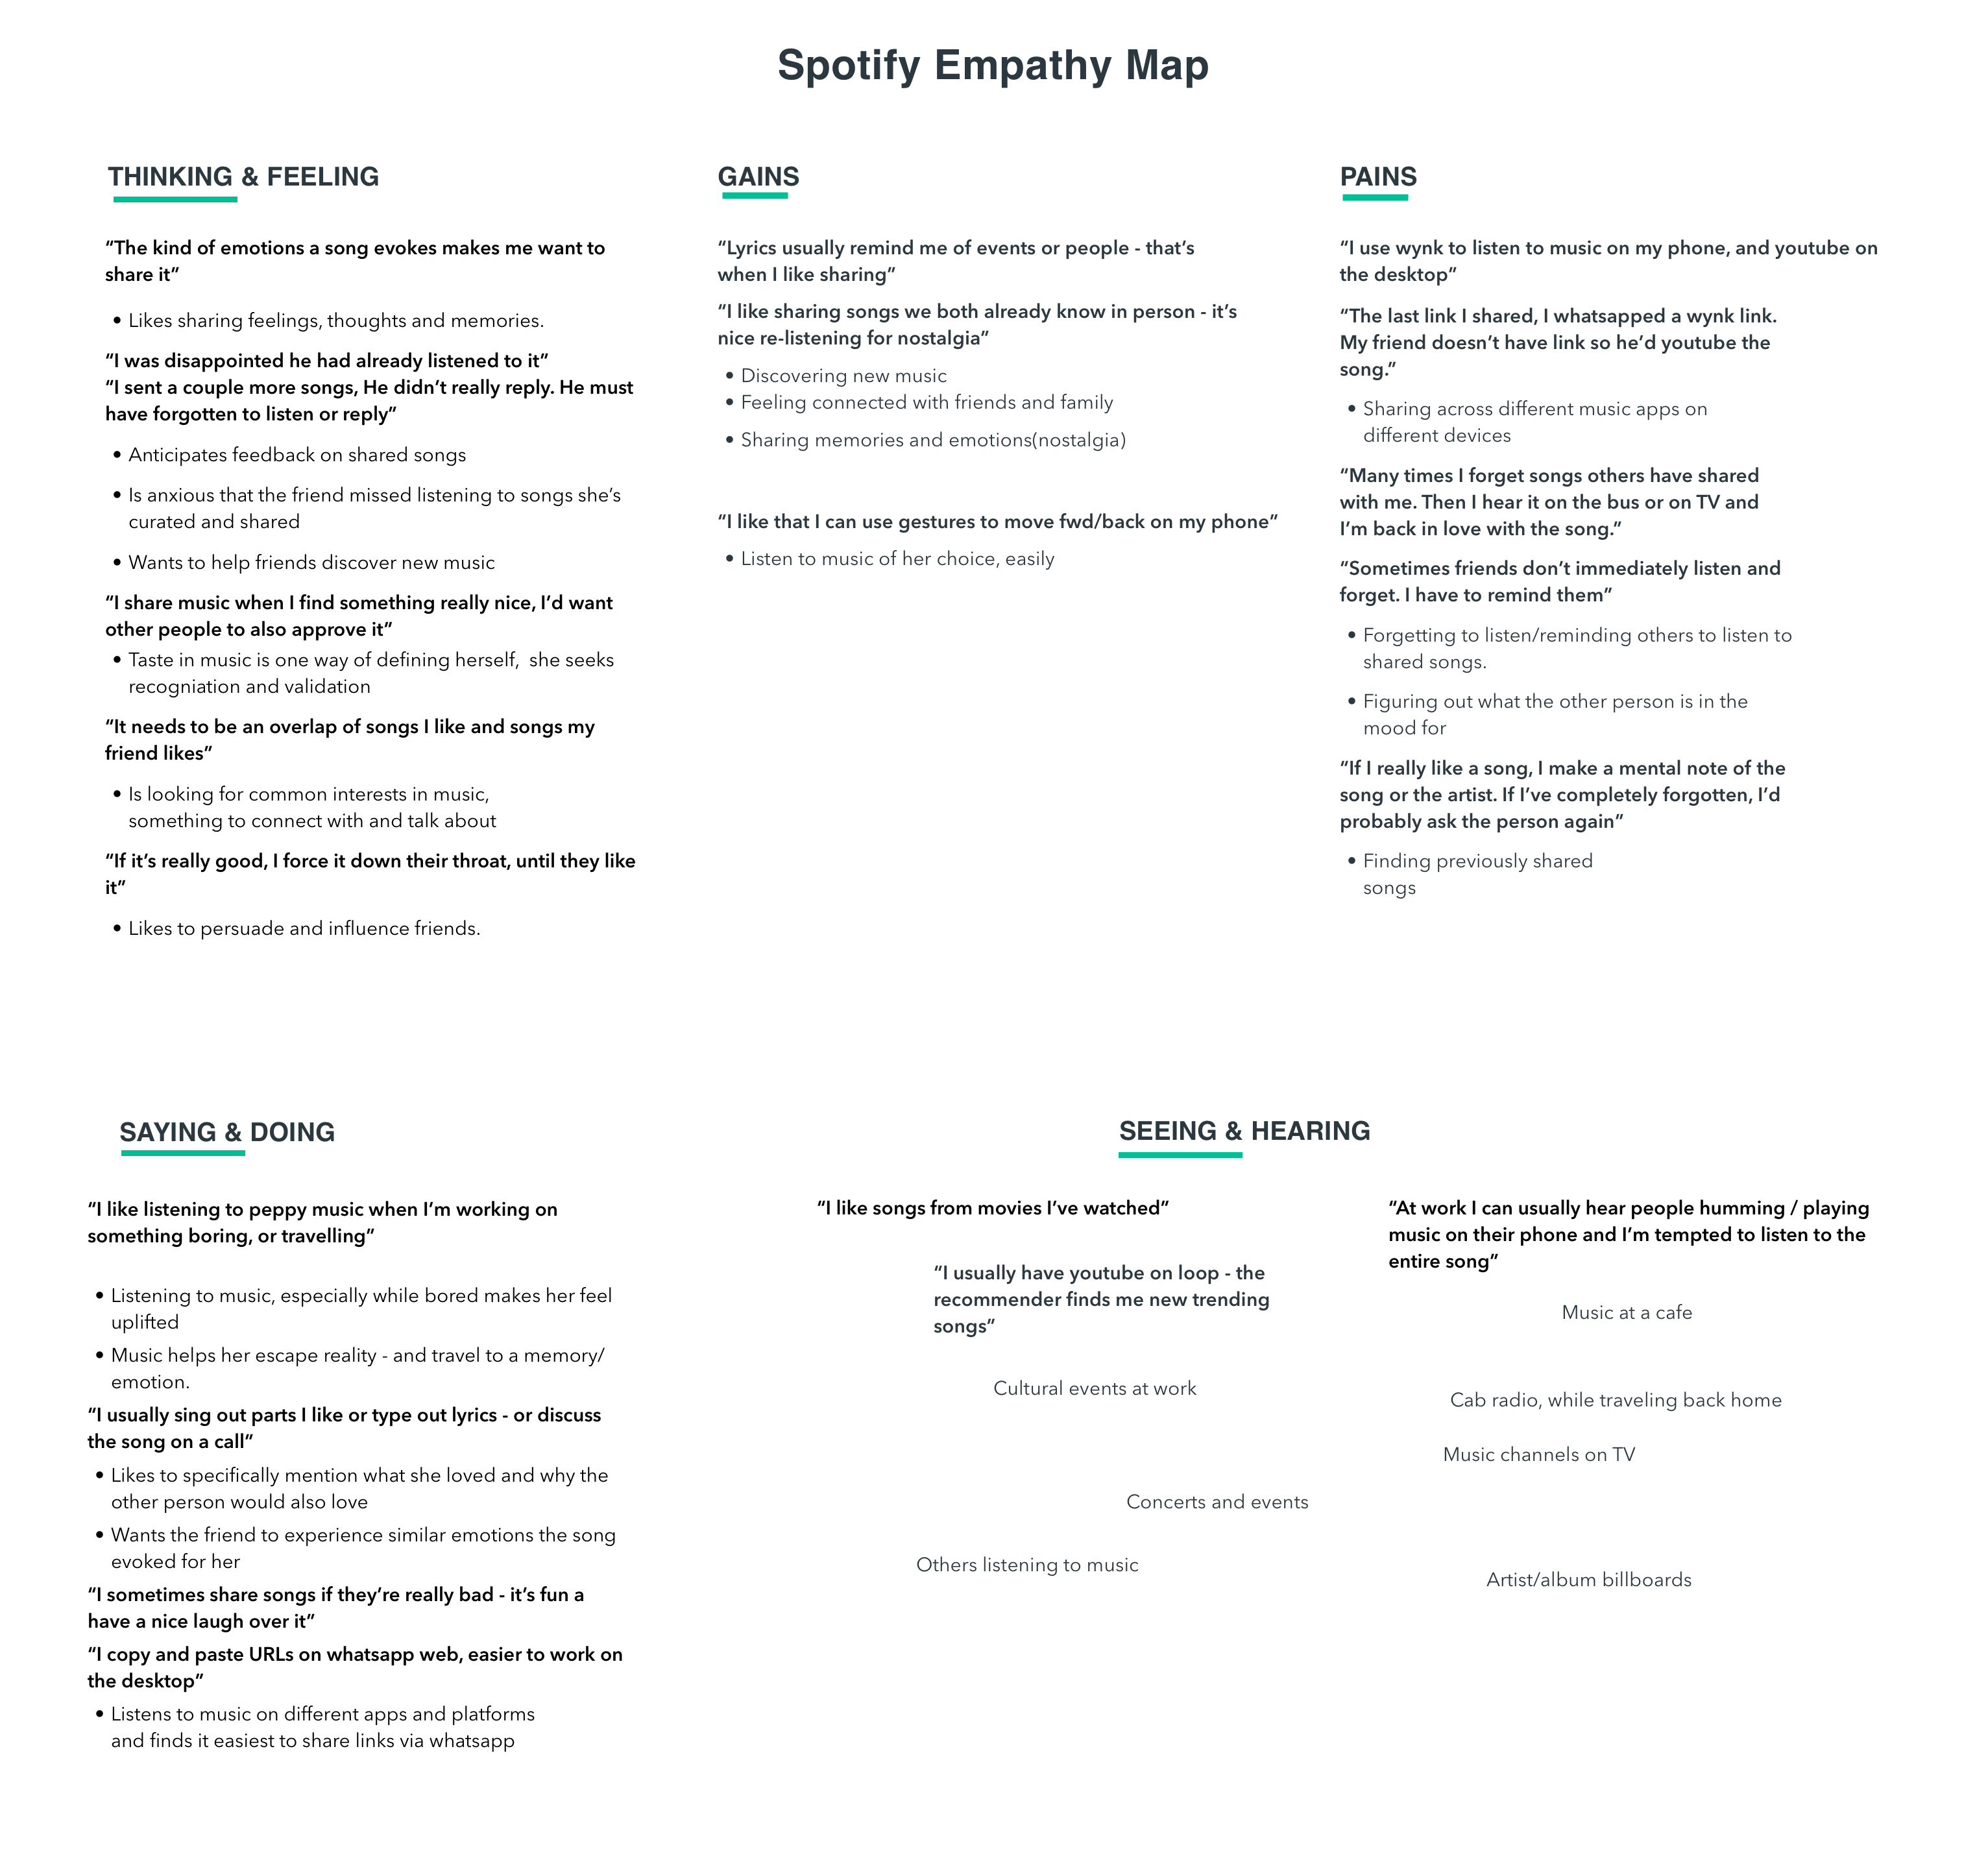 Spotify Empathy Map
THINKING & FEELING
“The kind of emotions a song evokes makes me want to
share it”
• Likes sharing feelings, thoughts and memories.
“I was disappointed he had already listened to it”
“I sent a couple more songs, He didn’t really reply. He must
have forgotten to listen or reply”
• Anticipates feedback on shared songs
• Is anxious that the friend missed listening to songs she’s
curated and shared
• Wants to help friends discover new music
“I share music when I find something really nice, I’d want
other people to also approve it”
• Taste in music is one way of defining herself,  she seeks
recogniation and validation
“It needs to be an overlap of songs I like and songs my
friend likes”
• Is looking for common interests in music,
something to connect with and talk about
“If it’s really good, I force it down their throat, until they like
it”
• Likes to persuade and influence friends.
GAINS
“Lyrics usually remind me of events or people - that’s
when I like sharing”
“I like sharing songs we both already know in person - it’s
nice re-listening for nostalgia”
• Discovering new music
• Feeling connected with friends and family
• Sharing memories and emotions(nostalgia)
“I like that I can use gestures to move fwd/back on my phone”
• Listen to music of her choice, easily
PAINS
“I use wynk to listen to music on my phone, and youtube on
the desktop”
“The last link I shared, I whatsapped a wynk link.
My friend doesn’t have link so he’d youtube the
song.”
• Sharing across different music apps on
different devices
“Many times I forget songs others have shared
with me. Then I hear it on the bus or on TV and
I’m back in love with the song.”
“Sometimes friends don’t immediately listen and
forget. I have to remind them”
• Forgetting to listen/reminding others to listen to
shared songs.
• Figuring out what the other person is in the
mood for
“If I really like a song, I make a mental note of the
song or the artist. If I’ve completely forgotten, I’d
probably ask the person again”
• Finding previously shared
songs
SAYING & DOING
“I like listening to peppy music when I’m working on
something boring, or travelling”
• Listening to music, especially while bored makes her feel
uplifted
• Music helps her escape reality - and travel to a memory/
emotion.
“I usually sing out parts I like or type out lyrics - or discuss
the song on a call”
• Likes to specifically mention what she loved and why the
other person would also love
• Wants the friend to experience similar emotions the song
evoked for her
“I sometimes share songs if they’re really bad - it’s fun a
have a nice laugh over it”
“I copy and paste URLs on whatsapp web, easier to work on
the desktop”
• Listens to music on different apps and platforms
and finds it easiest to share links via whatsapp
SEEING & HEARING
“I like songs from movies I’ve watched”
“I usually have youtube on loop - the
recommender finds me new trending
songs”
“At work I can usually hear people humming / playing
music on their phone and I’m tempted to listen to the
entire song”
Music at a cafe
Cultural events at work
Cab radio, while traveling back home
Music channels on TV
Concerts and events
Others listening to music
Artist/album billboards